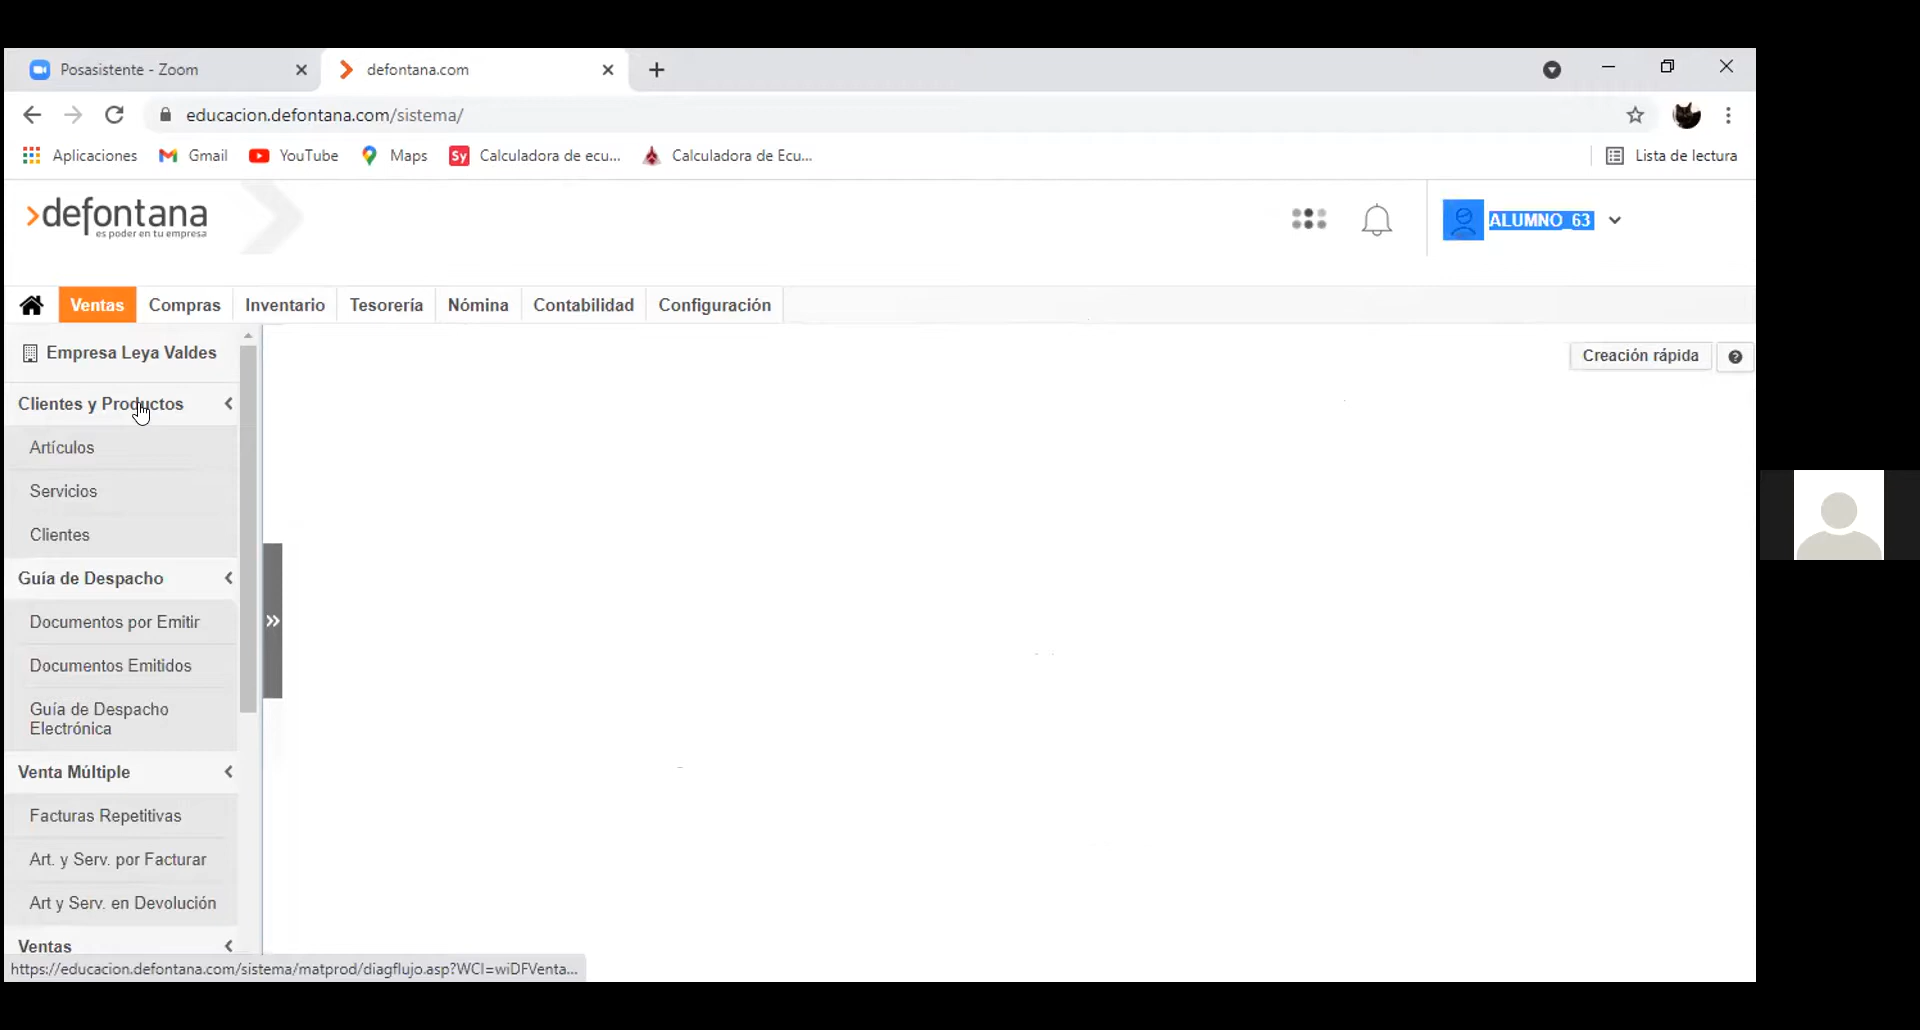 Posasistente - Zoom
defontana.com
educacion.defontana.com/sistema/
Aplicaciones
Gmail
YouTube
Maps
Sy
Calculadora de ecu...
Calculadora de Ecu...
Lista de lectura
defontana
es poder en tu empresa
ALUMNO_63
Ventas
Compras
Inventario
Tesorería
Nómina
Contabilidad
Configuración
Empresa Leya Valdes
Creación rápida
Clientes y Productos
Artículos
Servicios
Clientes
Guía de Despacho
Documentos por Emitir
Documentos Emitidos
Guía de Despacho
Electrónica
Venta Múltiple
Facturas Repetitivas
Art. y Serv. por Facturar
Art y Serv. en Devolución
Ventas
https://educacion.defontana.com/sistema/matprod/diagflujo.asp?WCI=wiDFVenta...